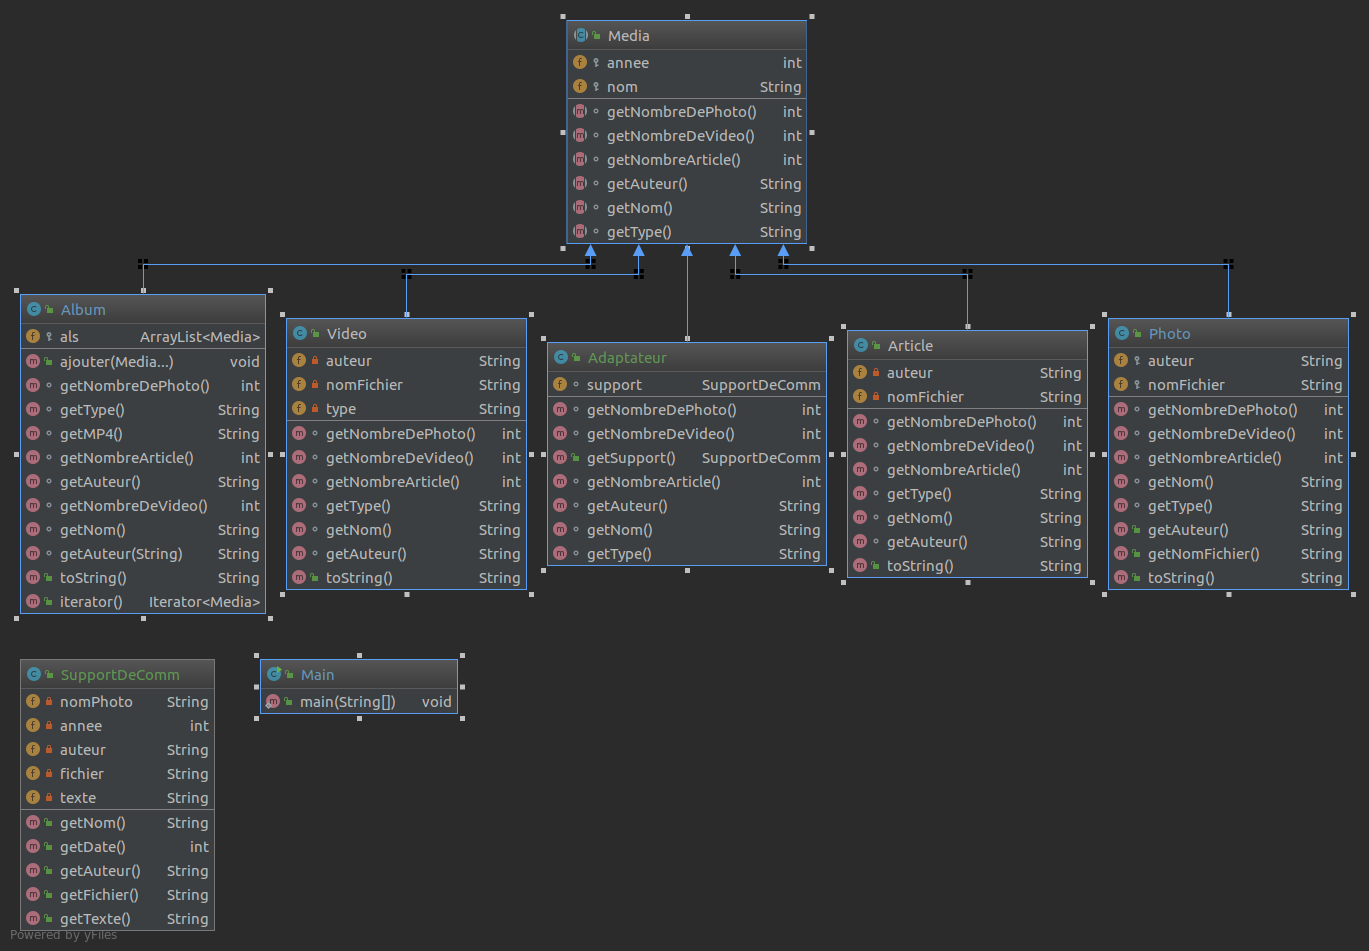 Media
annee int
nom String
getNombreDePhoto() int
getNombreDeVideo() int
getNombreArticle() int
getAuteur() String
getNom() String
getType() String
Album
als ArrayList<Media>
ajouter(Media...) void
getNombreDePhoto() int
getType() String
getMP4() String
getNombreArticle() int
getAuteur() String
getNombreDeVideo() int
getNom() String
getAuteur(String) String
toString() String
iterator() Iterator<Media>
Video
auteur String
nomFichier String
type String
getNombreDePhoto() int
getNombreDeVideo() int
getNombreArticle() int
getType() String
getNom() String
getAuteur() String
toString() String
Adaptateur
support SupportDeComm
getNombreDePhoto() int
getNombreDeVideo() int
getSupport() SupportDeComm
getNombreArticle() int
getAuteur() String
getNom() String
getType() String
Article
auteur String
nomFichier String
getNombreDePhoto() int
getNombreDeVideo() int
getNombreArticle() int
getType() String
getNom() String
getAuteur() String
toString() String
Photo
auteur String
nomFichier String
getNombreDePhoto() int
getNombreDeVideo() int
getNombreArticle() int
getNom() String
getType() String
getAuteur() String
getNomFichier() String
toString() String
SupportDeComm
nomPhoto String
annee int
auteur String
fichier String
texte String
getNom() String
getDate() int
getAuteur() String
getFichier() String
getTexte() String
Main
main(String[]) void
Powered by yFiles